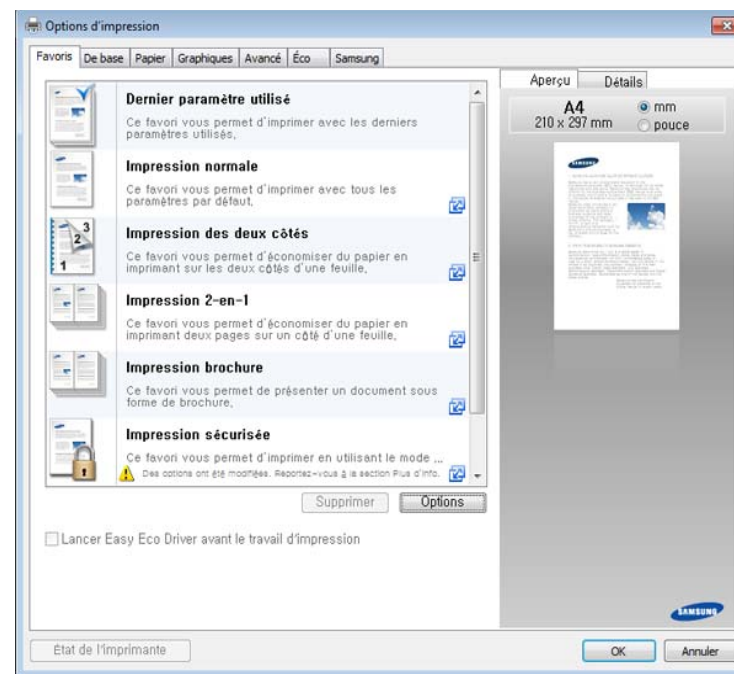 Options d'impression
Favoris De base Papier Graphiques Avancé Éco Samsung
Dernier paramètre utilisé
Ce favori vous permet d'imprimer avec les derniers
paramètres utilisés,
Impression normale
Ce favori vous permet d'imprimer avec tous les
paramètres par défaut,
3
2
1
Impression des deux côtés
Ce favori vous permet d'économiser du papier en
imprimant sur les deux côtés d'une feuille,
Impression 2-en-1
Ce favori vous permet d'économiser du papier en
imprimant deux pages sur un côté d'une feuille,
Impression brochure
Ce favori vous permet de présenter un document sous
forme de brochure,
Impression sécurisée
Ce favori vous permet d'imprimer en utilisant le mode ...
Des options ont été modifiées. Reportez-vous à la section Plus d'info.
Supprimer Options
Lancer Easy Eco Driver avant le travail d'impression
Aperçu Détails
A4
210 x 297 mm
mm
pouce
SAMSUNG
État de l'imprimante
OK Annuler